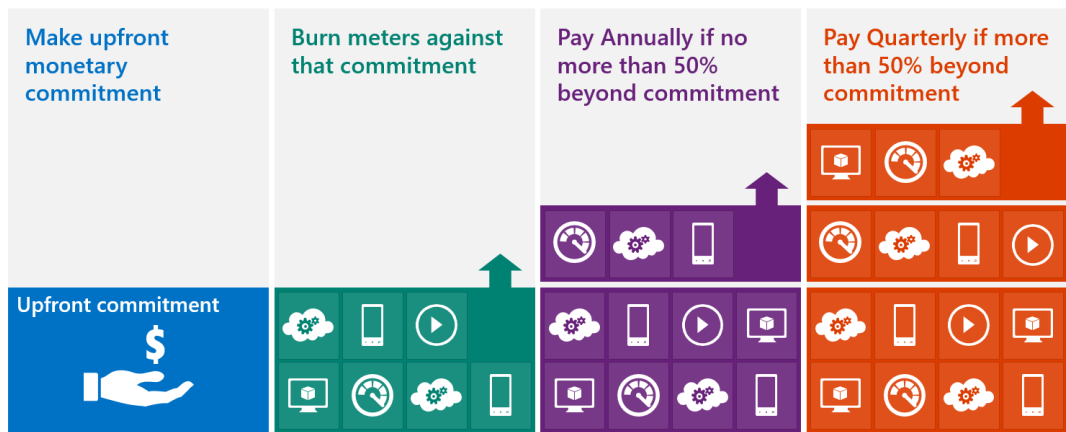 Make upfront
monetary
commitment
Burn meters against
that commitment
Pay Annually if no
more than 50%
beyond commitment
Pay Quarterly if more
than 50% beyond
commitment
Upfront commitment
$